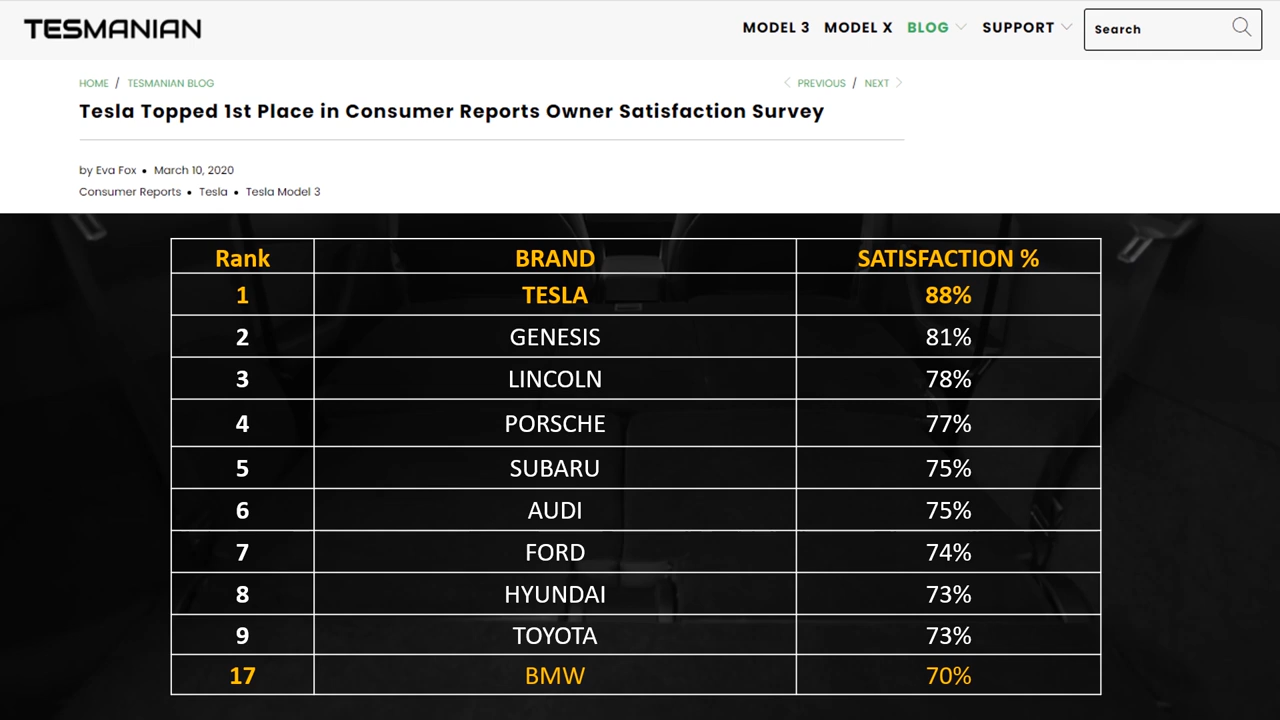 TESMANIAN
MODEL 3 MODEL X BLOG SUPPORT Search
HOME / TESMANIAN BLOG PREVIOUS / NEXT
Tesla Topped 1st Place in Consumer Reports Owner Satisfaction Survey
by Eva Fox • March 10, 2020
Consumer Reports • Tesla • Tesla Model 3
Rank BRAND SATISFACTION %
1 TESLA 88%
2 GENESIS 81%
3 LINCOLN 78%
4 PORSCHE 77%
5 SUBARU 75%
6 AUDI 75%
7 FORD 74%
8 HYUNDAI 73%
9 TOYOTA 73%
17 BMW 70%